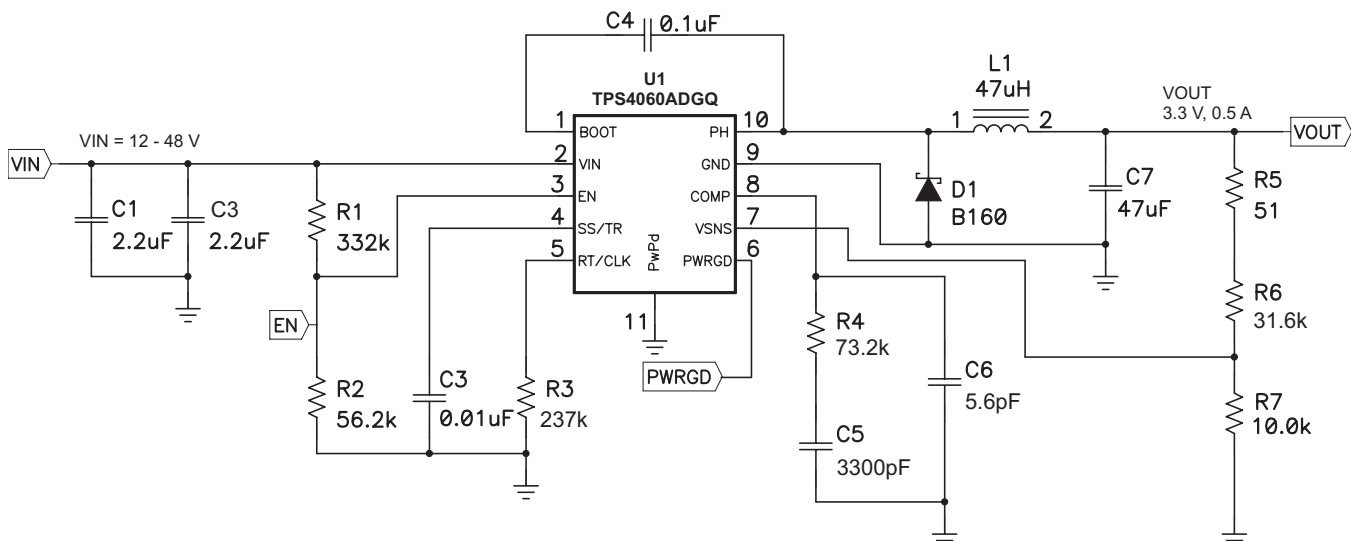 C4
0.1uF
U1
TPS4060ADGQ
L1
47uH
VOUT
3.3 V, 0.5 A
VIN = 12 - 48 V
VIN
1
BOOT
PH
10
1
2
VOUT
2
VIN
GND
9
3
EN
COMP
8
4
SS/TR
VSNS
7
5
RT/CLK
PWRGD
6
PwPd
11
C1
2.2uF
C3
2.2uF
R1
332k
D1
B160
C7
47uF
R5
51
EN
R2
56.2k
C3
0.01uF
R3
237k
PWRGD
R4
73.2k
C6
5.6pF
C5
3300pF
R6
31.6k
R7
10.0k